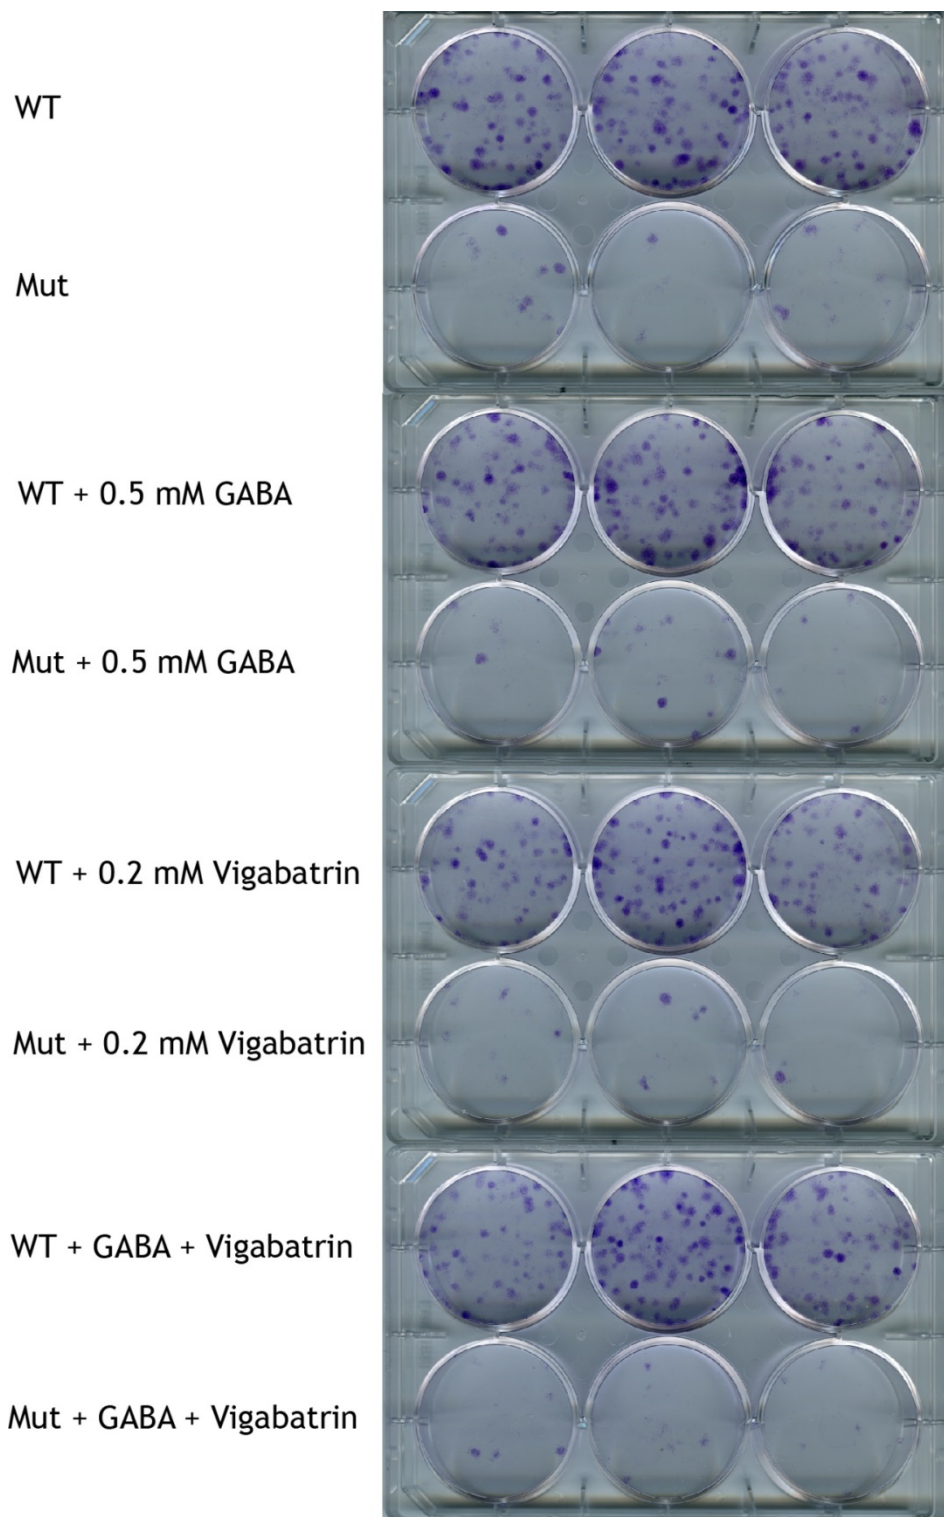 WT
Mut
WT + 0.5 mM GABA
Mut + 0.5 mM GABA
WT + 0.2 mM Vigabatrin
Mut + 0.2 mM Vigabatrin
WT + GABA + Vigabatrin
Mut + GABA + Vigabatrin